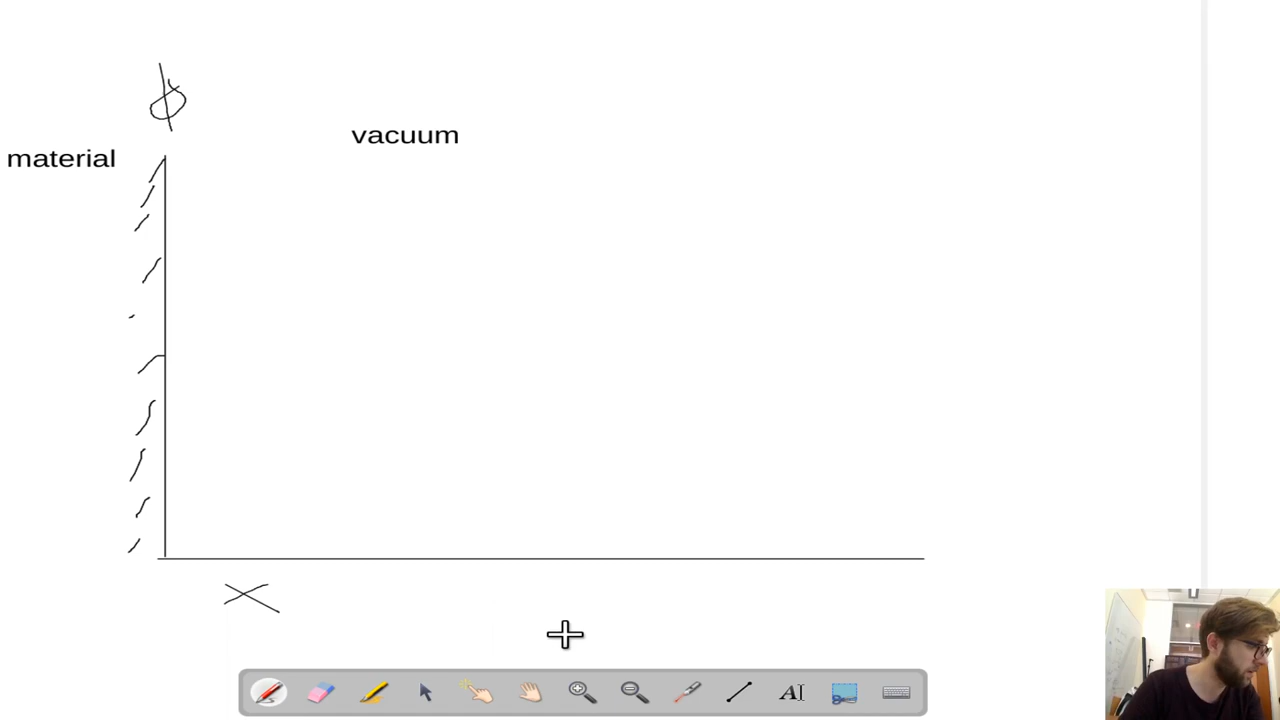 ϕ
vacuum
material
x